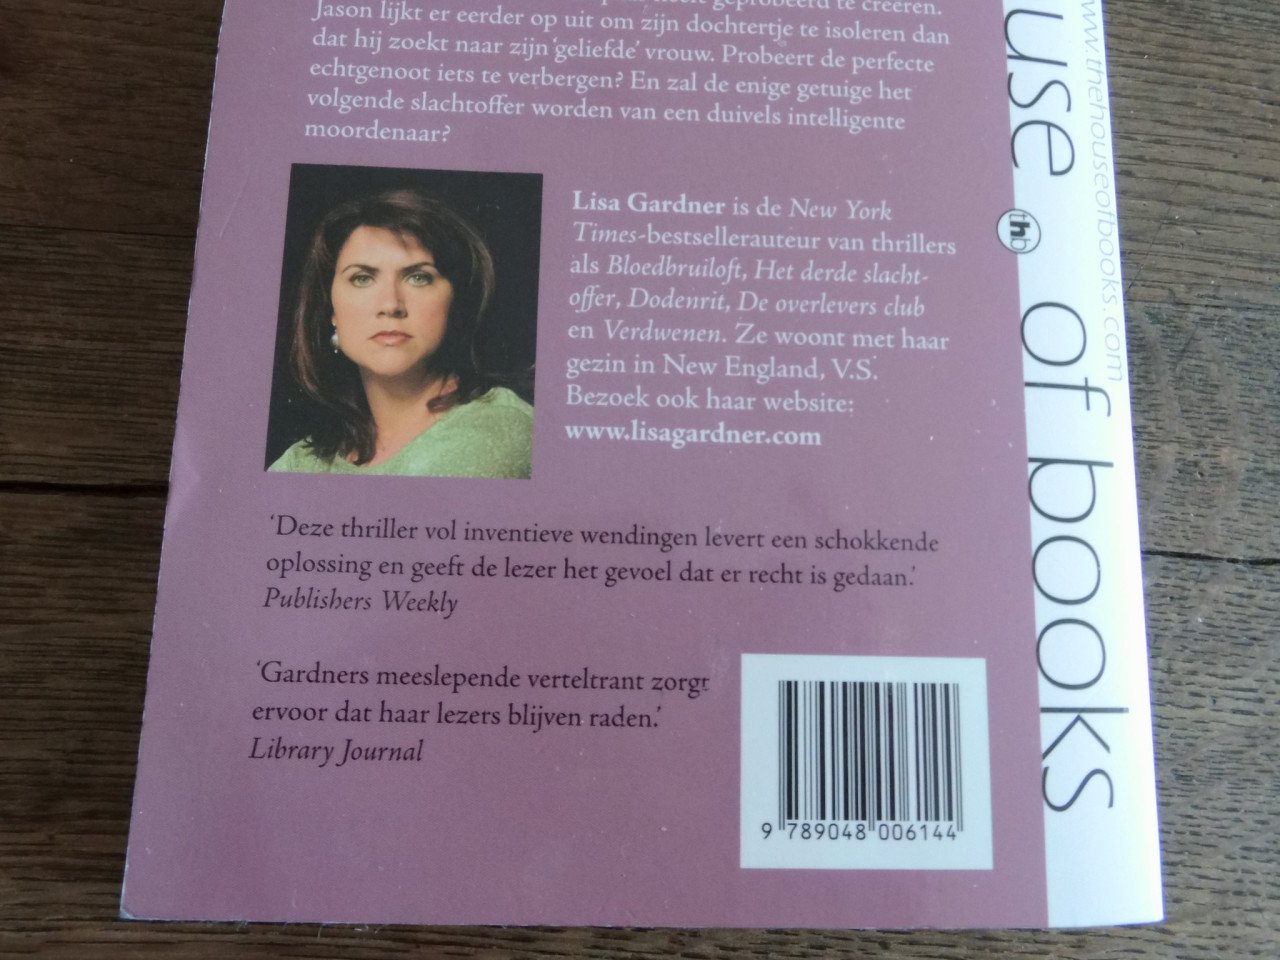 geprobeerd te creëren.
Jason lijkt er eerder op uit om zijn dochtertje te isoleren dan
dat hij zoekt naar zijn ‘geliefde’ vrouw. Probeert de perfecte
echtgenoot iets te verbergen? En zal de enige getuige het
volgende slachtoffer worden van een duivels intelligente
moordenaar?
Lisa Gardner is de New York
Times-bestsellerauteur van thrillers
als Bloedbruiloft, Het derde slacht-
offer, Dodenrit, De overlevers club
en Verdwenen. Ze woont met haar
gezin in New England, V.S.
Bezoek ook haar website:
www.lisagardner.com
‘Deze thriller vol inventieve wendingen levert een schokkende
oplossing en geeft de lezer het gevoel dat er recht is gedaan.’
Publishers Weekly
‘Gardners meeslepende verteltrant zorgt
ervoor dat haar lezers blijven raden.’
Library Journal
9 789048 006144
use of books
thb
www.thehouseofbooks.com